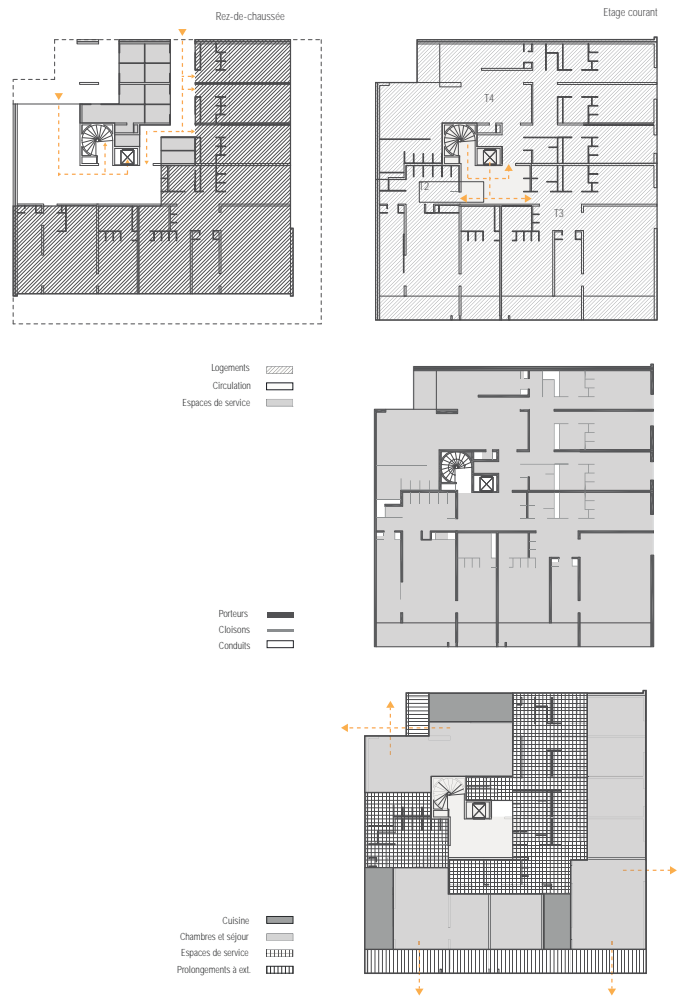 Rez-de-chaussée
Etage courant
T4
T2
T3
Logements
Circulation
Espaces de service
Porteurs
Cloisons
Conduits
Cuisine
Chambres et séjour
Espaces de service
Prolongements à ext.